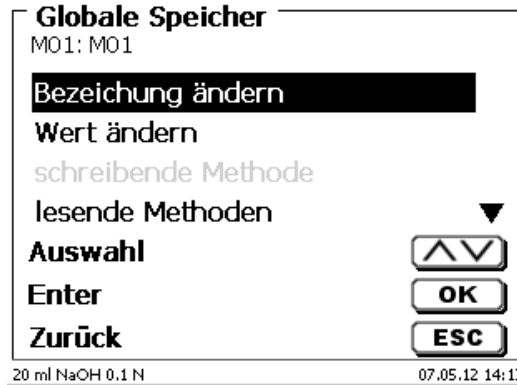 Globale Speicher
M01: M01
Bezeichung ändern
Wert ändern
schreibende Methode
lesende Methoden
Auswahl
Enter OK
Zurück ESC
20 ml NaOH 0.1 N 07.05.12